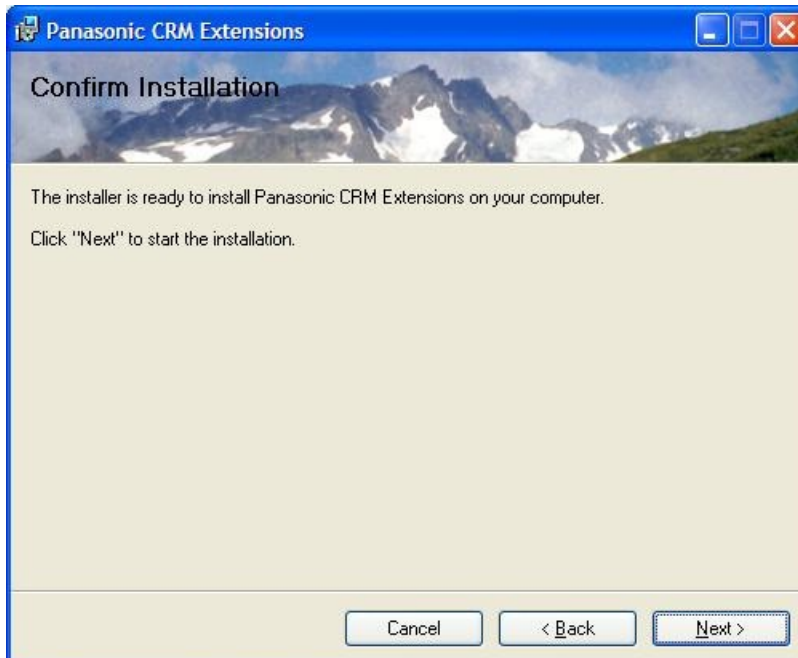 Panasonic CRM Extensions
Confirm Installation
The installer is ready to install Panasonic CRM Extensions on your computer.
Click "Next" to start the installation.
Cancel
< Back
Next >